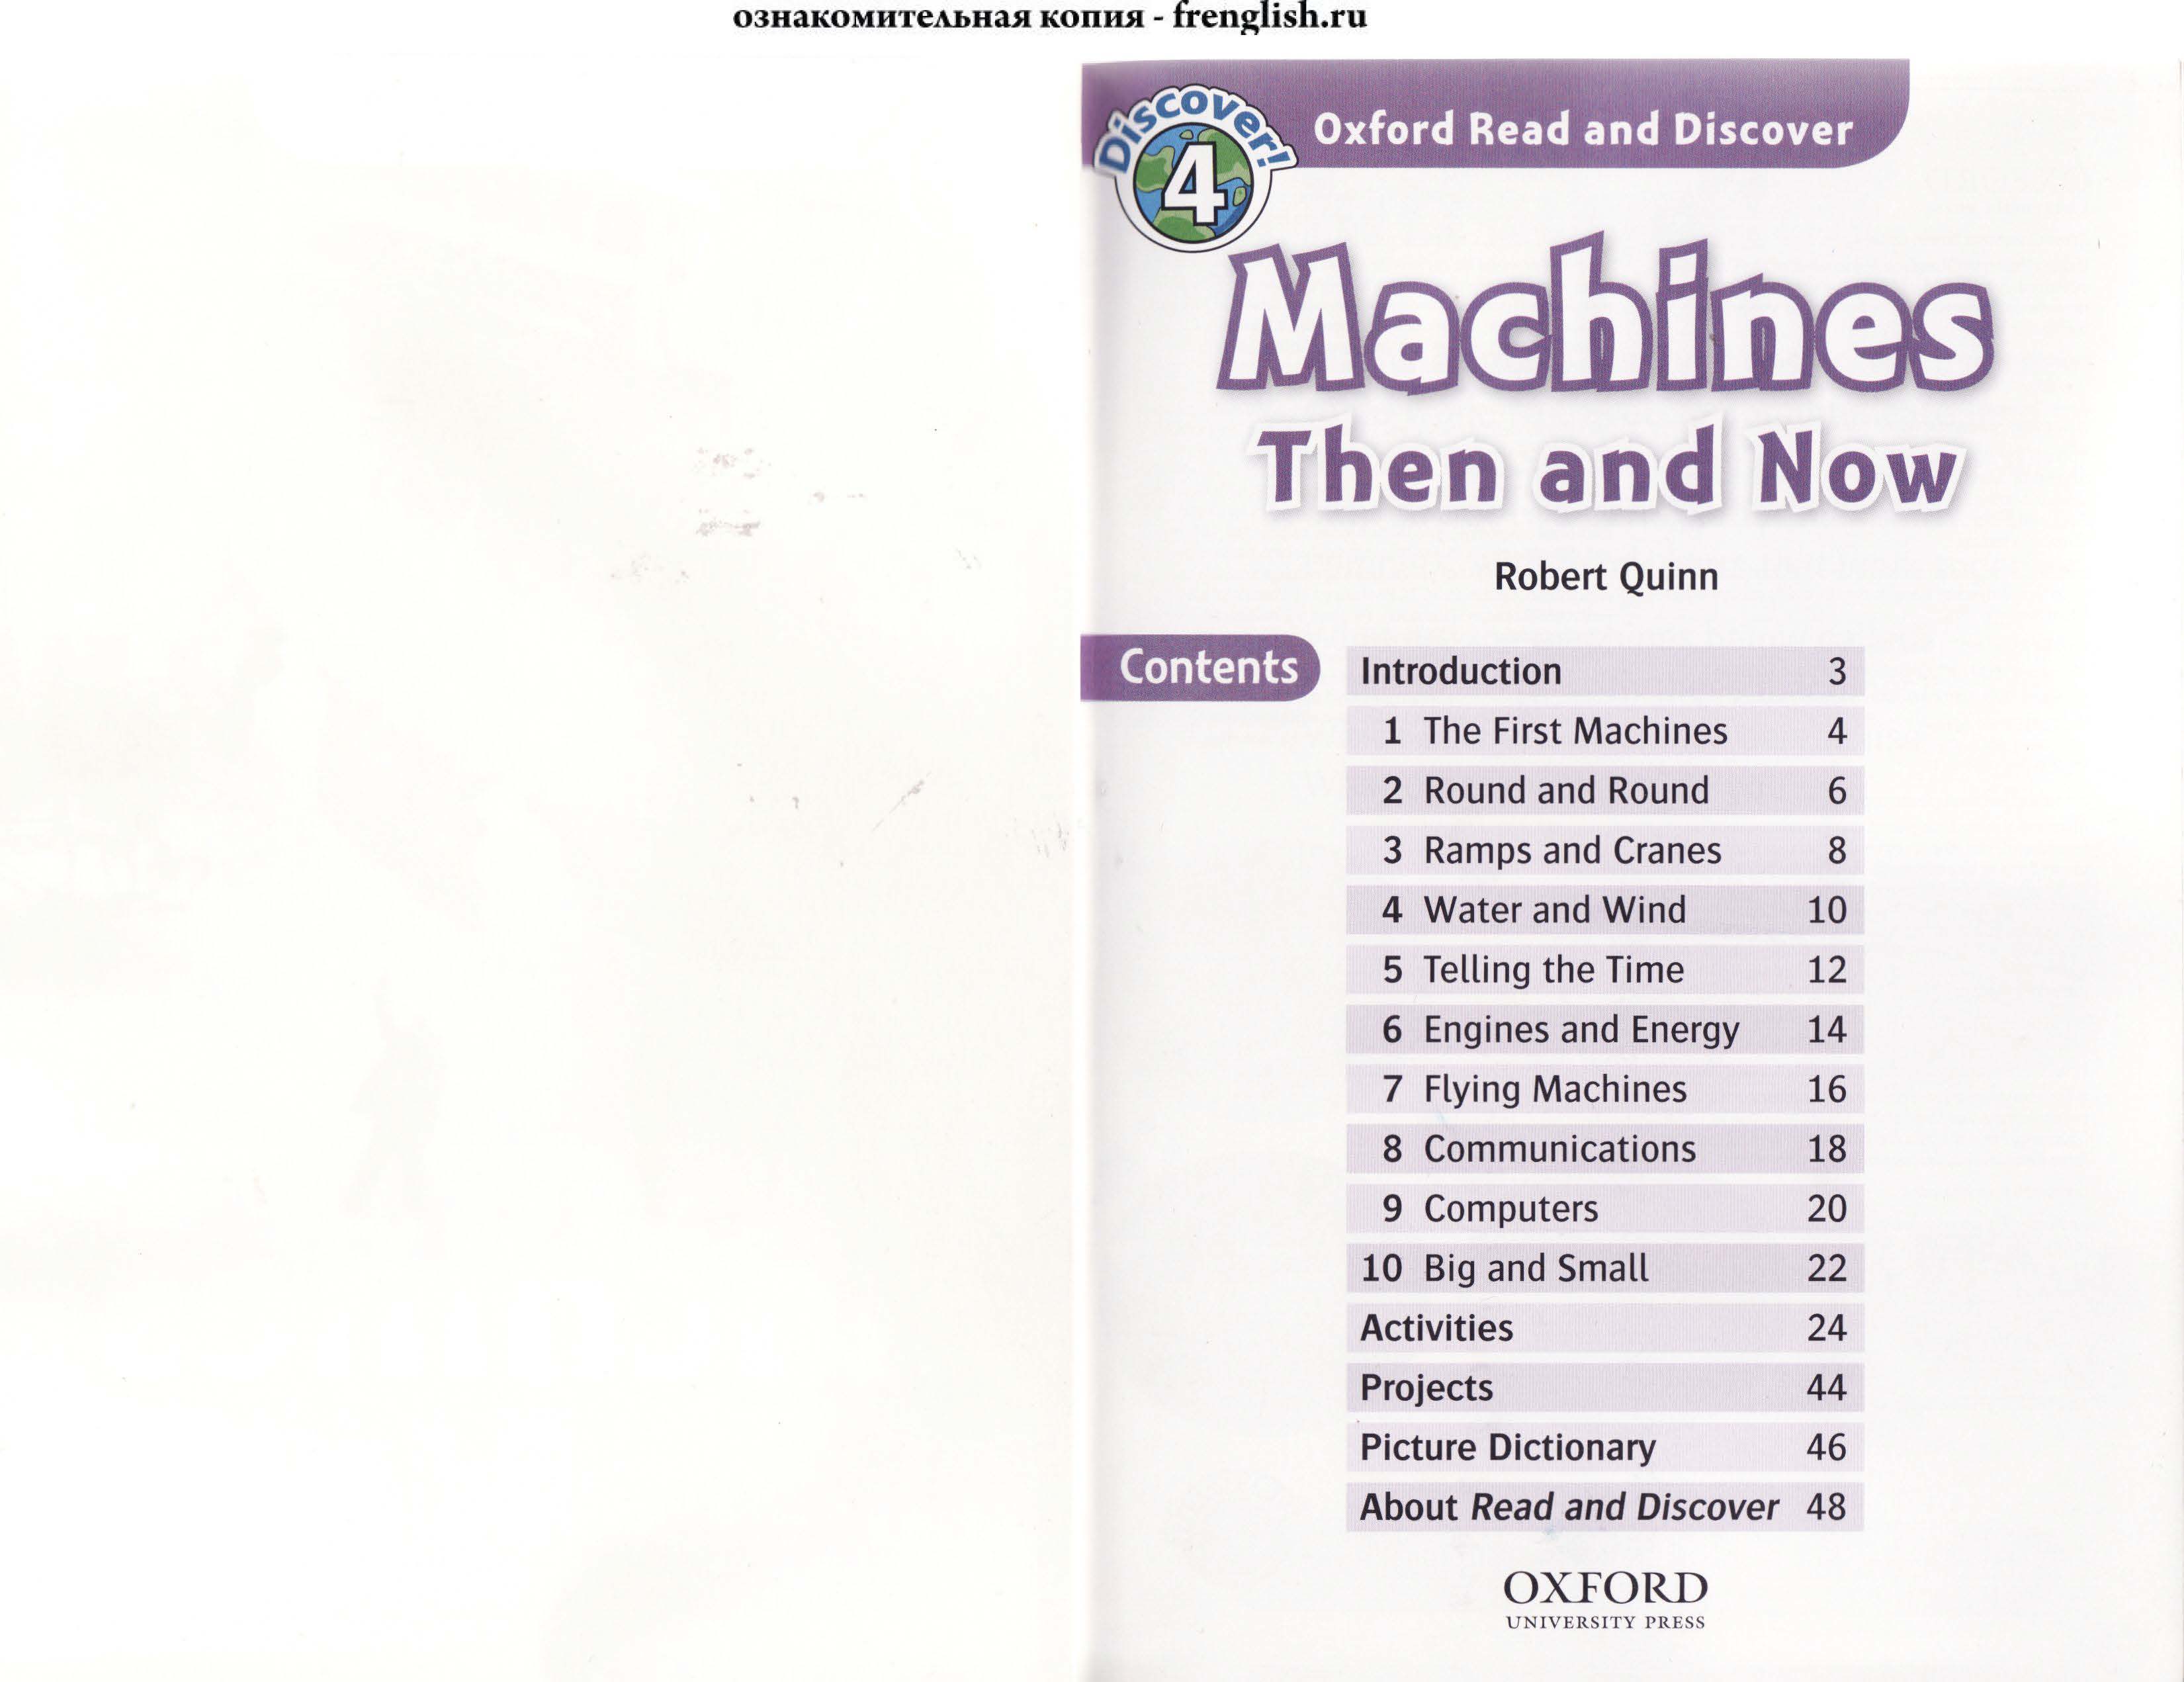 ознакомительная копия - frenglish.ru
Discover!
4
Oxford Read and Discover
Machines
Then and Now
Robert Quinn
Contents
Introduction 3
1 The First Machines 4
2 Round and Round 6
3 Ramps and Cranes 8
4 Water and Wind 10
5 Telling the Time 12
6 Engines and Energy 14
7 Flying Machines 16
8 Communications 18
9 Computers 20
10 Big and Small 22
Activities 24
Projects 44
Picture Dictionary 46
About Read and Discover 48
OXFORD
UNIVERSITY PRESS